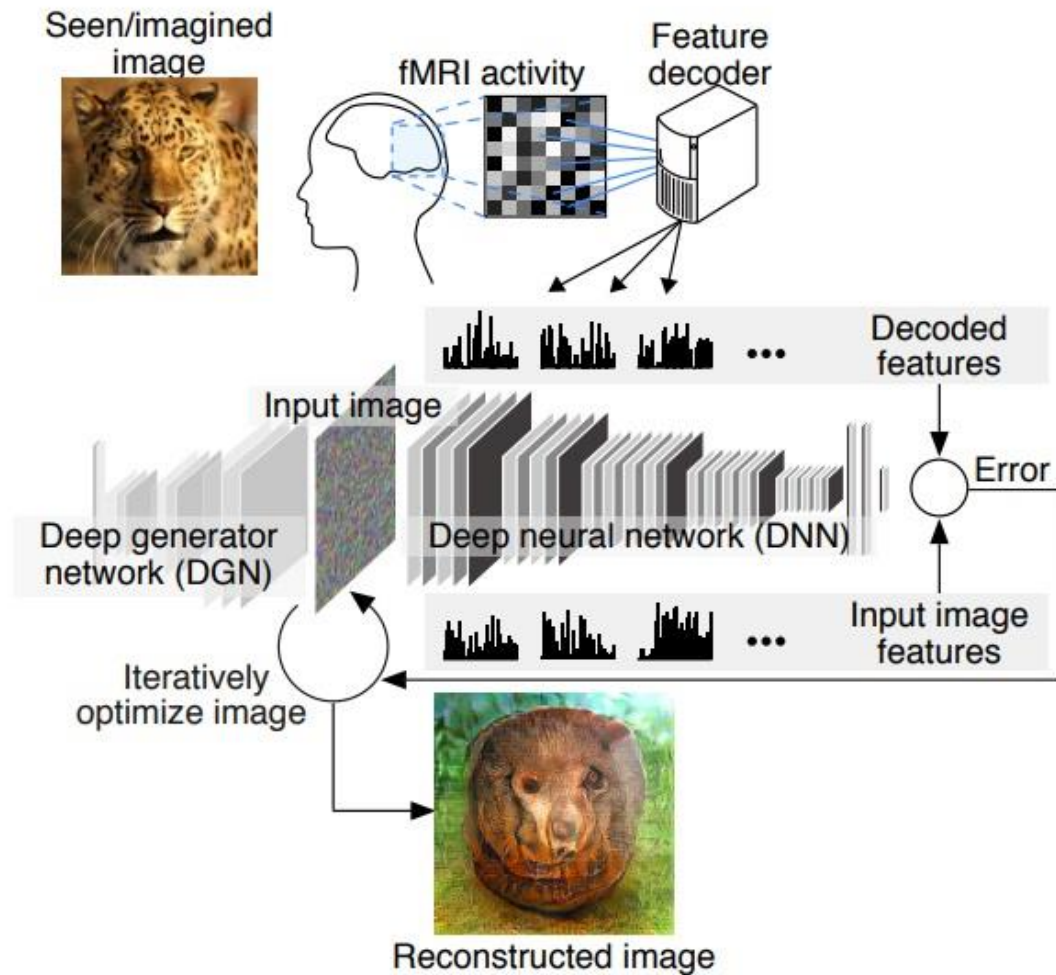 Seen/imagined
image
fMRI activity
Feature
decoder
Decoded
features
Input image
Error
Deep generator
network (DGN)
Deep neural network (DNN)
Input image
features
Iteratively
optimize image
Reconstructed image